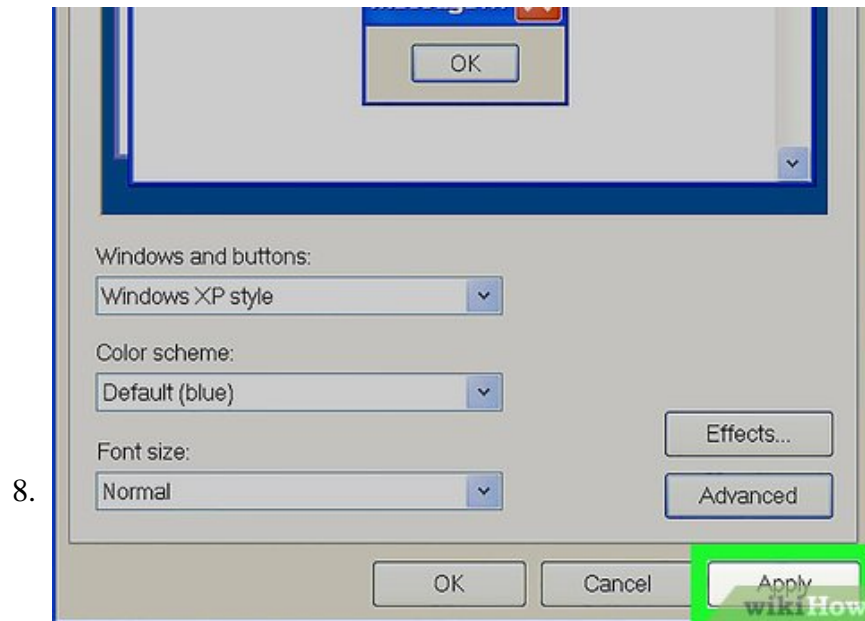 OK
Windows and buttons:
Windows XP style
Color scheme:
Default (blue)
Font size:
Normal
Effects...
Advanced
8.
OK Cancel Apply
wikiHow